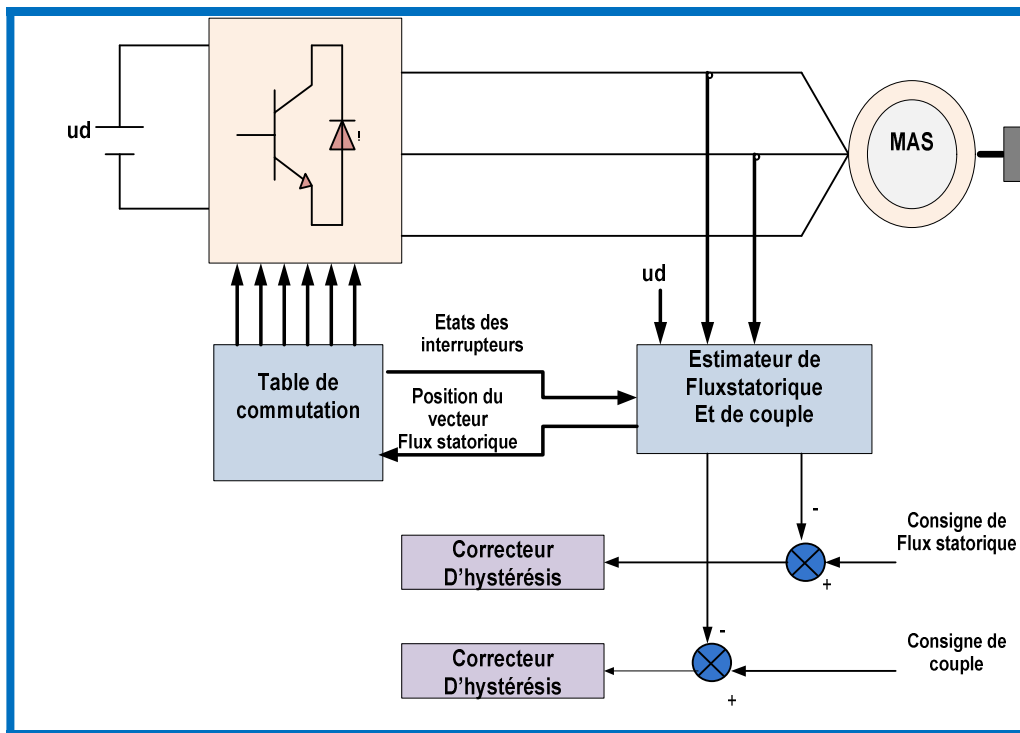 ud
!
MAS
ud
Etats des
interrupteurs
Table de
commutation
Position du
vecteur
Flux statorique
Estimateur de
Fluxstatorique
Et de couple
-
Consigne de
Flux statorique
+
Correcteur
D'hystérésis
-
Consigne de
couple
+
Correcteur
D'hystérésis